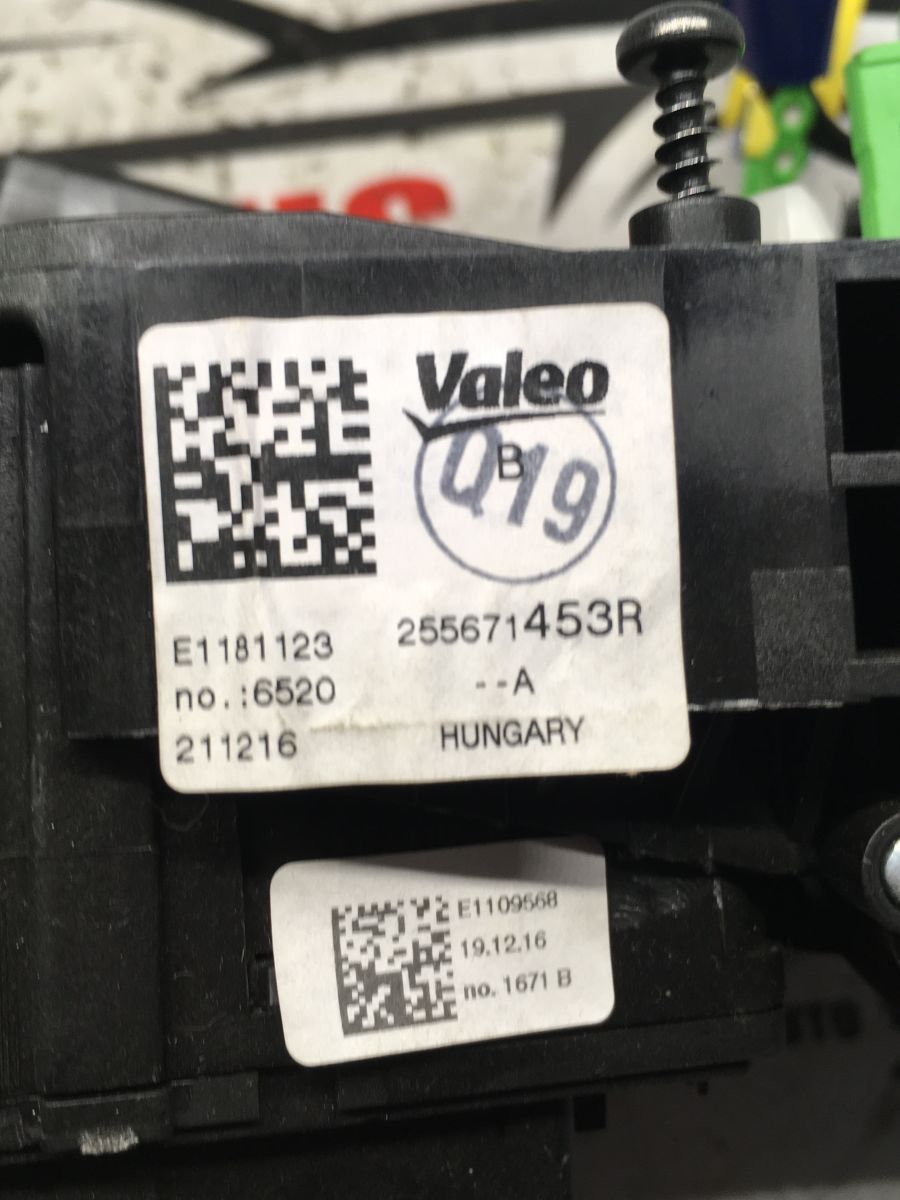 Valeo
B
Q19
255671453R
E1181123
--A
no.:6520
HUNGARY
211216
E1109568
19.12.16
no. 1671 B